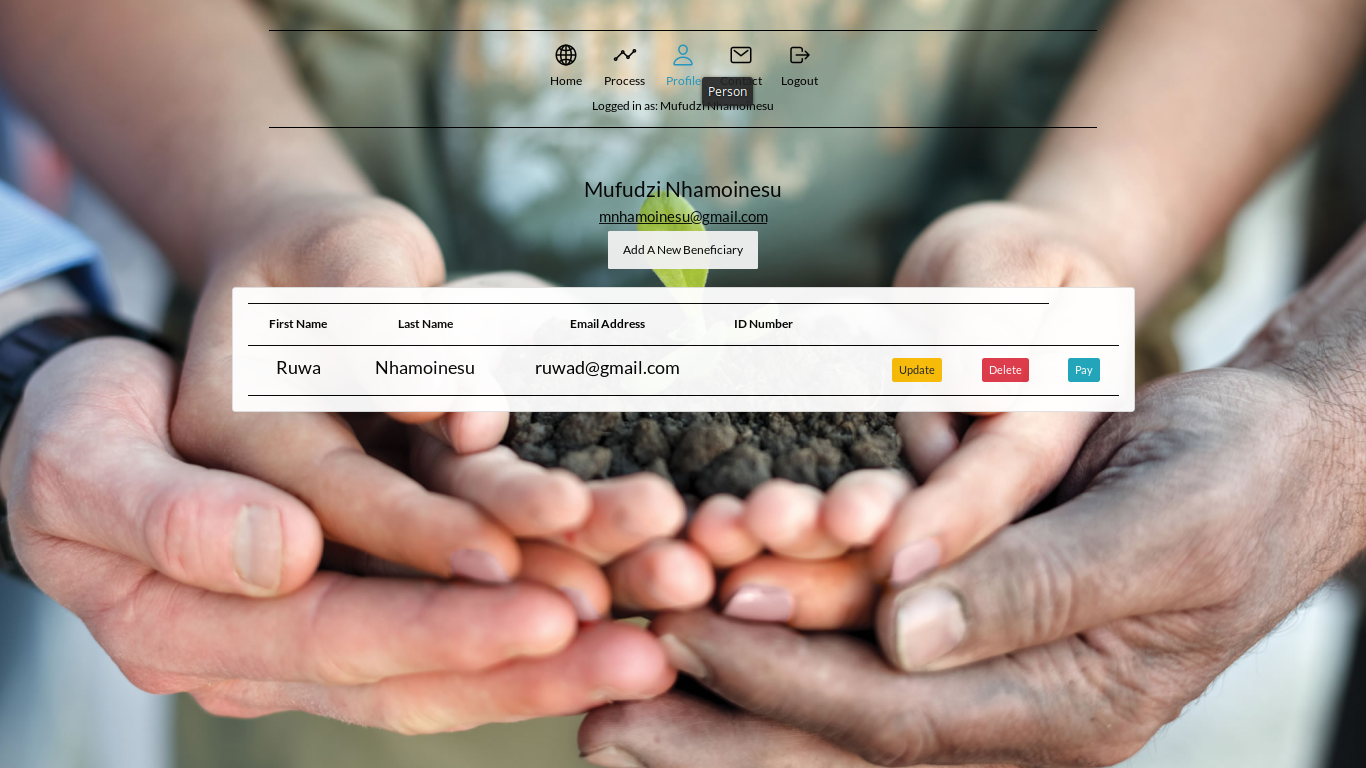 Home Process Profile Contact Logout
Person
Logged in as: Mufudzi Nhamoinesu
Mufudzi Nhamoinesu
mnhamoinesu@gmail.com
Add A New Beneficiary
First Name Last Name Email Address ID Number
Ruwa Nhamoinesu ruwad@gmail.com Update Delete Pay